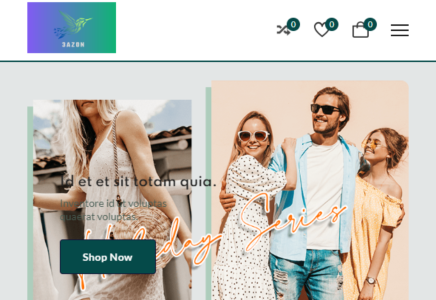 3AZON
0
0
0
Id et et sit totam quia.
Inventore id et voluptas
quaerat voluptas.
Holiday Series
Shop Now